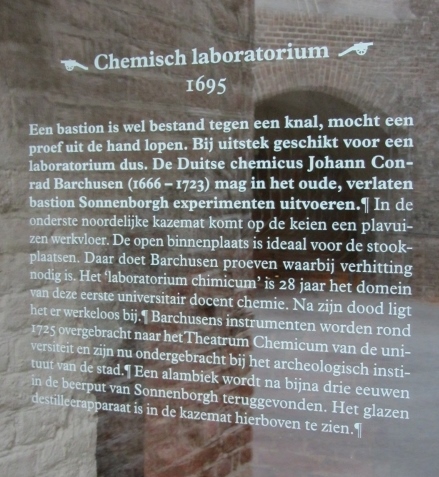 Chemisch laboratorium
1695
Een bastion is wel bestand tegen een knal, mocht een
proef uit de hand lopen. Bij uitstek geschikt voor een
laboratorium dus. De Duitse chemicus Johann Con-
rad Barchusen (1666 – 1723) mag in het oude, verlaten
bastion Sonnenborgh experimenten uitvoeren.¶ In de
onderste noordelijke kazemat komt op de keien een plavui-
zen werkvloer. De open binnenplaats is ideaal voor de stook-
plaatsen. Daar doet Barchusen proeven waarbij verhitting
nodig is. Het ‘laboratorium chimicum’ is 28 jaar het domein
van deze eerste universitair docent chemie. Na zijn dood ligt
het er werkeloos bij.¶ Barchusens instrumenten worden rond
1725 overgebracht naar het Theatrum Chemicum van de uni-
versiteit en zijn nu ondergebracht bij het archeologisch insti-
tuut van de stad.¶ Een alambiek wordt na bijna drie eeuwen
in de beerput van Sonnenborgh teruggevonden. Het glazen
destilleerapparaat is in de kazemat hierboven te zien.¶